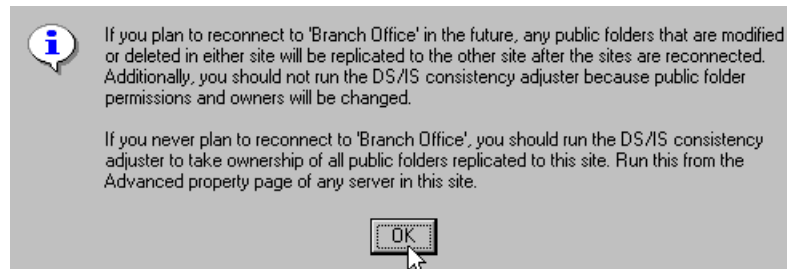 If you plan to reconnect to 'Branch Office' in the future, any public folders that are modified
or deleted in either site will be replicated to the other site after the sites are reconnected.
Additionally, you should not run the DS/IS consistency adjuster because public folder
permissions and owners will be changed.
If you never plan to reconnect to 'Branch Office', you should run the DS/IS consistency
adjuster to take ownership of all public folders replicated to this site. Run this from the
Advanced property page of any server in this site.
OK